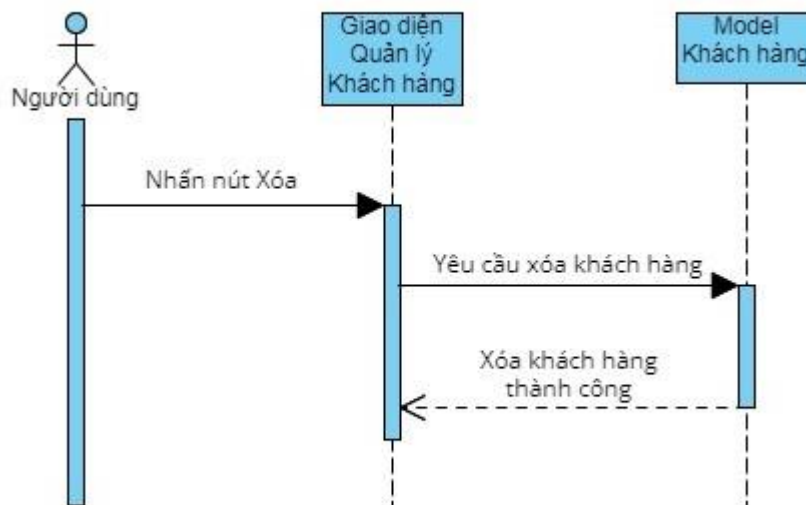 Người dùng
Giao diện
Quản lý
Khách hàng
Model
Khách hàng
Nhấn nút Xóa
Yêu cầu xóa khách hàng
Xóa khách hàng
thành công